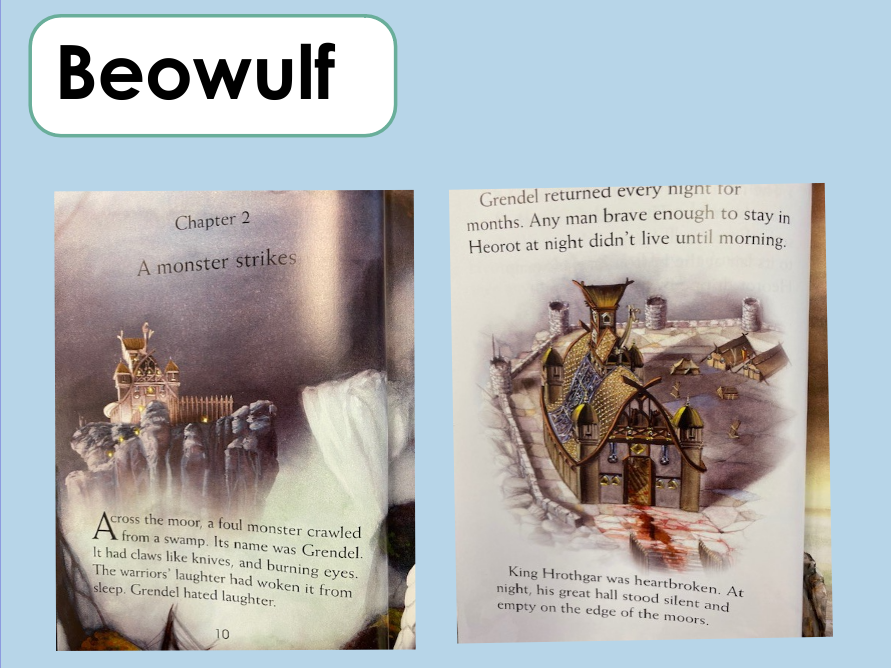 Beowulf
Chapter 2
A monster strikes
Across the moor, a foul monster crawled
from a swamp. Its name was Grendel.
It had claws like knives, and burning eyes.
The warriors' laughter had woken it from
sleep. Grendel hated laughter.
10
Grendel returned every night for
months. Any man brave enough to stay in
Heorot at night didn't live until morning.
King Hrothgar was heartbroken. At
night, his great hall stood silent and
empty on the edge of the moors.